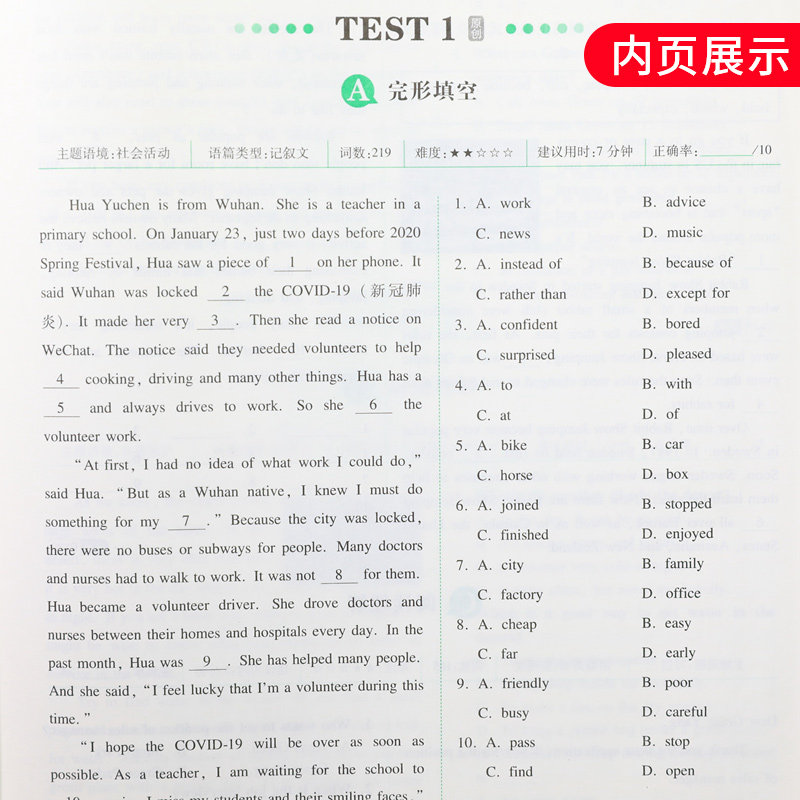 TEST 1 原创
内页展示
A 完形填空
主题语境:社会活动 语篇类型:记叙文 词数:219 难度:★★☆☆☆ 建议用时:7分钟 正确率:______/10
Hua Yuchen is from Wuhan. She is a teacher in a
primary school. On January 23, just two days before 2020
Spring Festival, Hua saw a piece of 1 on her phone. It
said Wuhan was locked 2 the COVID-19 (新冠肺
炎). It made her very 3 . Then she read a notice on
WeChat. The notice said they needed volunteers to help
4 cooking, driving and many other things. Hua has a
5 and always drives to work. So she 6 the
volunteer work.
“At first, I had no idea of what work I could do,”
said Hua. “But as a Wuhan native, I knew I must do
something for my 7 .” Because the city was locked,
there were no buses or subways for people. Many doctors
and nurses had to walk to work. It was not 8 for them.
Hua became a volunteer driver. She drove doctors and
nurses between their homes and hospitals every day. In the
past month, Hua was 9 . She has helped many people.
And she said, “I feel lucky that I'm a volunteer during this
time.”
“I hope the COVID-19 will be over as soon as
possible. As a teacher, I am waiting for the school to
10 again. I miss my students and their smiling faces.”
1. A. work B. advice
C. news D. music
2. A. instead of B. because of
C. rather than D. except for
3. A. confident B. bored
C. surprised D. pleased
4. A. to B. with
C. at D. of
5. A. bike B. car
C. horse D. box
6. A. joined B. stopped
C. finished D. enjoyed
7. A. city B. family
C. factory D. office
8. A. cheap B. easy
C. far D. early
9. A. friendly B. poor
C. busy D. careful
10. A. pass B. stop
C. find D. open